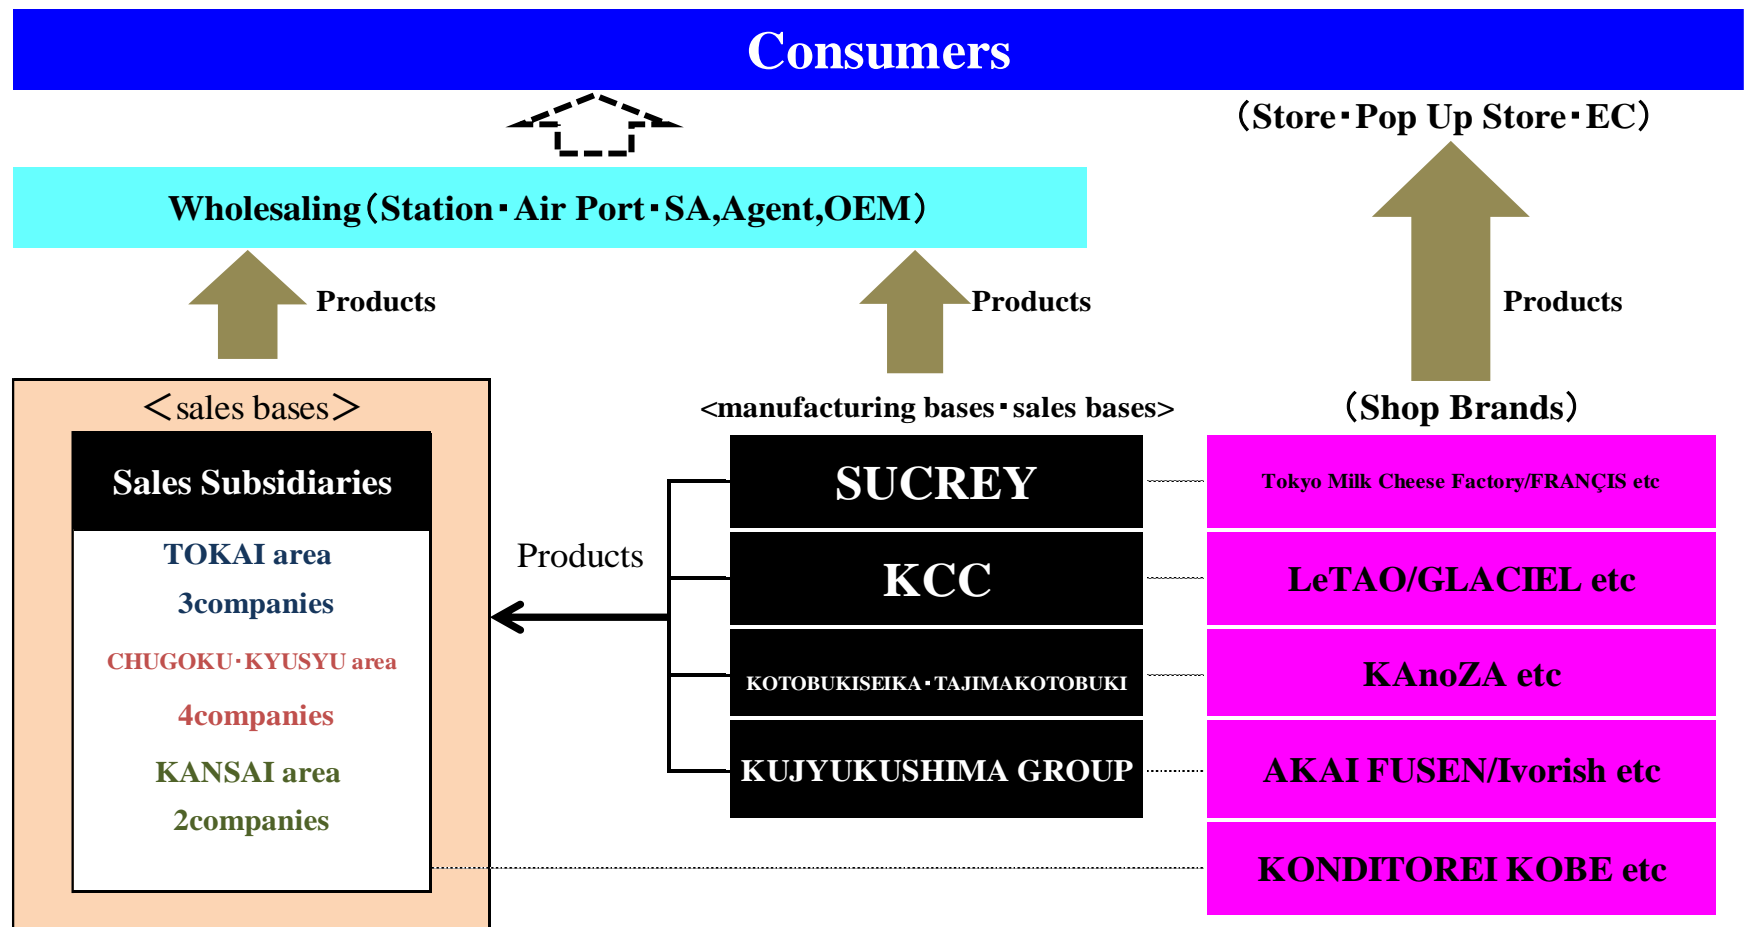 Consumers
（Store・Pop Up Store・EC）
Wholesaling（Station・Air Port・SA,Agent,OEM）
Products
Products
Products
＜sales bases＞
<manufacturing bases・sales bases>
（Shop Brands）
Sales Subsidiaries
TOKAI area
3companies
CHUGOKU・KYUSYU area
4companies
KANSAI area
2companies
Products
SUCREY
KCC
KOTOBUKISEIKA・TAJIMAKOTOBUKI
KUJYUKUSHIMA GROUP
Tokyo Milk Cheese Factory/FRANÇIS etc
LeTAO/GLACIEL etc
KAnoZA etc
AKAI FUSEN/Ivorish etc
KONDITOREI KOBE etc